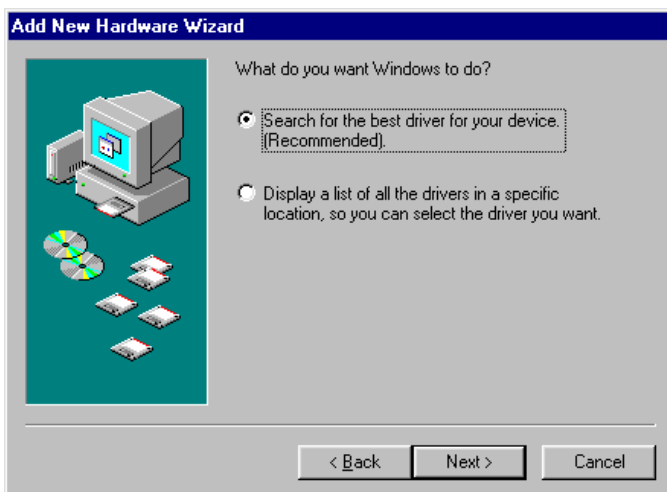 Add New Hardware Wizard
What do you want Windows to do?
Search for the best driver for your device.
(Recommended).
Display a list of all the drivers in a specific
location, so you can select the driver you want.
< Back
Next >
Cancel